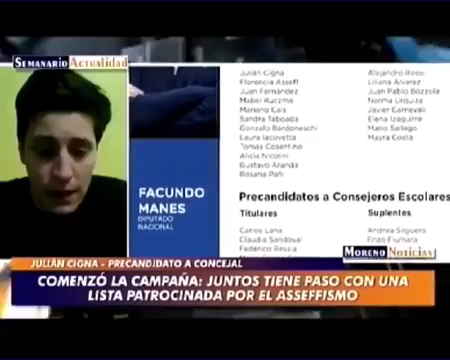 SEMANARIO ACTUALIDAD
Julián Cigna
Florencia Asseff
Juan Fernández
Mabel Kuczma
Mariano Cais
Sandra Taboada
Gonzalo Bardoneschi
Laura Iacovetta
Tomás Cosentino
Alicia Nicolini
Gustavo Aranda
Rosana Pafi
Alejandro Rossi
Liliana Álvarez
Juan Pablo Bozzola
Norma Urquiza
Javier Carnevali
Elena Izaguirre
Mario Sallago
Mayra Costa
FACUNDO
MANES
DIPUTADO
NACIONAL
Precandidatos a Consejeros Escolares
Titulares
Suplentes
Carlos Lana
Claudia Sandoval
Federico Ressia
Andrea Silguero
Enzo Fiumara
MORENO NOTICIAS
JULIÁN CIGNA - PRECANDIDATO A CONCEJAL
COMENZÓ LA CAMPAÑA: JUNTOS TIENE PASO CON UNA
LISTA PATROCINADA POR EL ASSEFFISMO